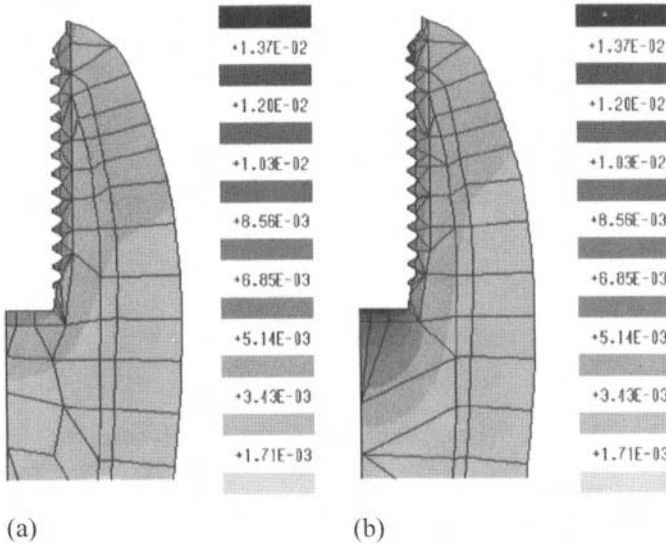 +1.37E-02
+1.20E-02
+1.03E-02
+8.56E-03
+6.85E-03
+5.14E-03
+3.43E-03
+1.71E-03
(a)
+1.37E-02
+1.20E-02
+1.03E-02
+8.56E-03
+6.85E-03
+5.14E-03
+3.43E-03
+1.71E-03
(b)